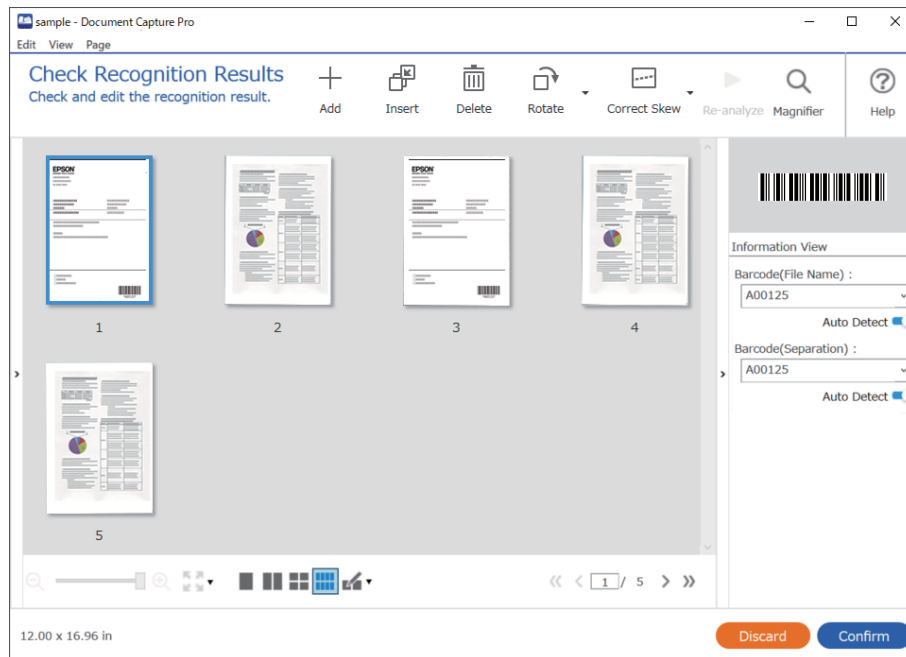 sample - Document Capture Pro
Edit View Page
Check Recognition Results
Check and edit the recognition result.
Add
Insert
Delete
Rotate
Correct Skew
Re-analyze
Magnifier
Help
EPSON
EPSON
1
2
3
4
5
Information View
Barcode(File Name) :
A00125
Auto Detect
Barcode(Separation) :
A00125
Auto Detect
1 / 5
12.00 x 16.96 in
Discard
Confirm